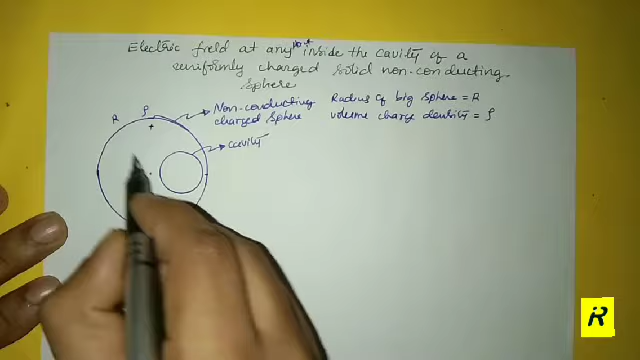 Electric field at any point inside the cavity of a
uniformly charged solid non-conducting
sphere
R ρ Non-conducting Radius of big sphere = R
charged sphere volume charge density = ρ
+
cavity
R